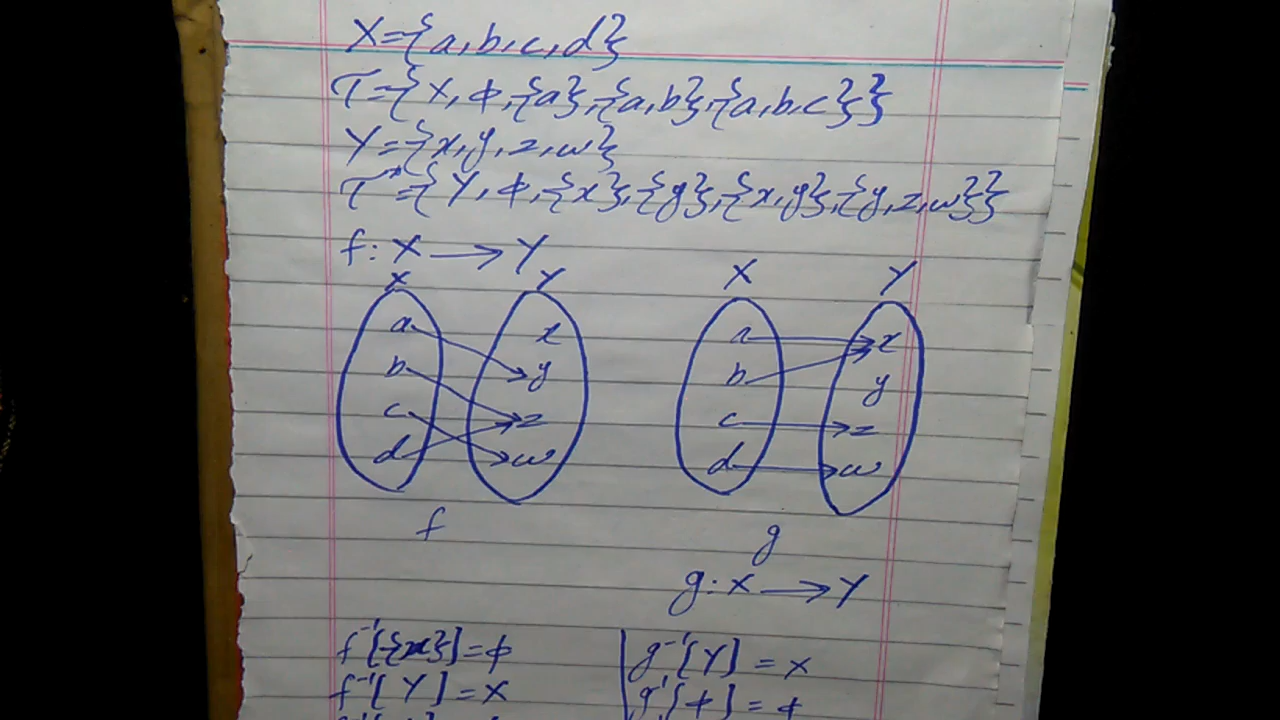 X={a,b,c,d}
τ={X,ϕ,{a},{a,b},{a,b,c}}
Y={x,y,z,w}
τ*={Y,ϕ,{x},{y},{x,y},{y,z,w}}
f:X→Y
X Y
a x
b y
c z
d w
f
X Y
a x
b y
c z
d w
g
g:X→Y
f⁻¹[{x}]=ϕ
f⁻¹[Y]=X
g⁻¹[Y]=X
g⁻¹[ϕ]=ϕ